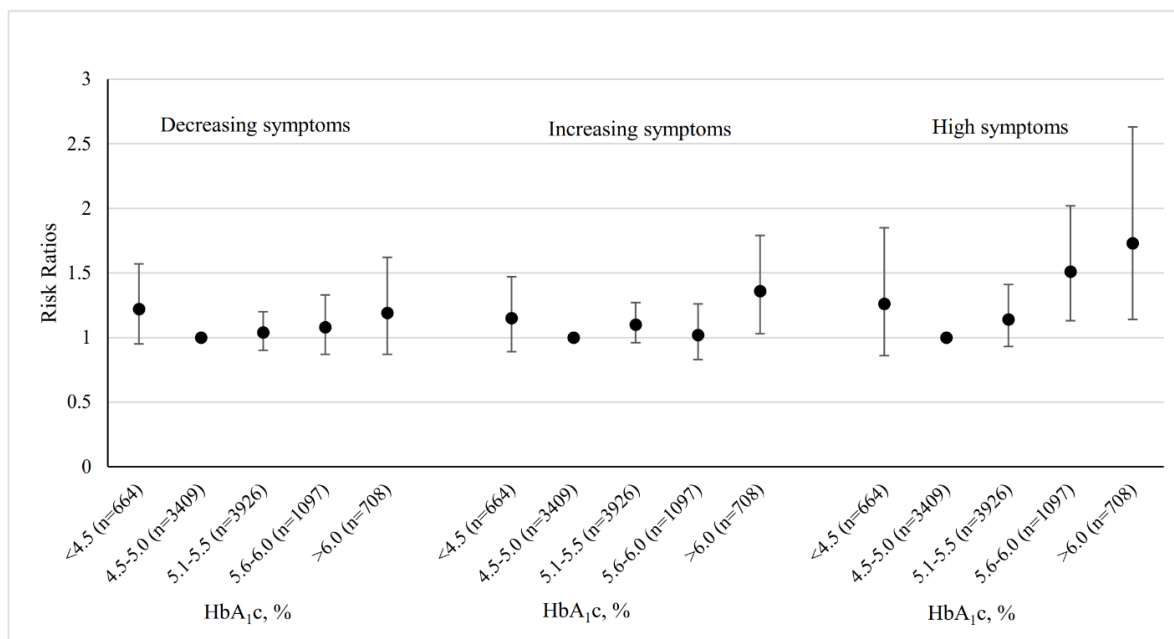 3
2.5
2
1.5
1
0.5
0
Risk Ratios
Decreasing symptoms
Increasing symptoms
High symptoms
<4.5 (n=664)
4.5-5.0 (n=3409)
5.1-5.5 (n=3926)
5.6-6.0 (n=1097)
>6.0 (n=708)
<4.5 (n=664)
4.5-5.0 (n=3409)
5.1-5.5 (n=3926)
5.6-6.0 (n=1097)
>6.0 (n=708)
<4.5 (n=664)
4.5-5.0 (n=3409)
5.1-5.5 (n=3926)
5.6-6.0 (n=1097)
>6.0 (n=708)
HbA₁c, %
HbA₁c, %
HbA₁c, %